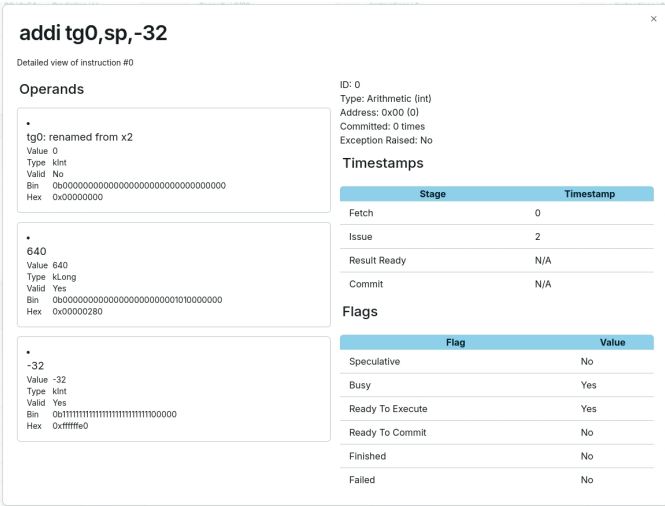 addi tg0,sp,-32
Detailed view of instruction #0
Operands
tg0: renamed from x2
Value 0
Type kInt
Valid No
Bin 0b00000000000000000000000000000000
Hex 0x00000000
640
Value 640
Type kLong
Valid Yes
Bin 0b00000000000000000000001010000000
Hex 0x00000280
-32
Value -32
Type kInt
Valid Yes
Bin 0b11111111111111111111111111100000
Hex 0xffffffe0
ID: 0
Type: Arithmetic (int)
Address: 0x00 (0)
Committed: 0 times
Exception Raised: No
Timestamps
Stage Timestamp
Fetch 0
Issue 2
Result Ready N/A
Commit N/A
Flags
Flag Value
Speculative No
Busy Yes
Ready To Execute Yes
Ready To Commit No
Finished No
Failed No